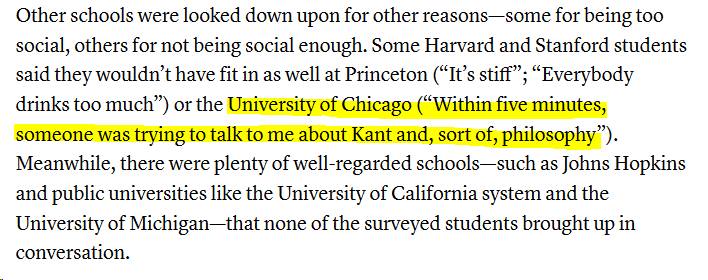 Other schools were looked down upon for other reasons—some for being too
social, others for not being social enough. Some Harvard and Stanford students
said they wouldn’t have fit in as well at Princeton (“It’s stiff”; “Everybody
drinks too much”) or the University of Chicago (“Within five minutes,
someone was trying to talk to me about Kant and, sort of, philosophy”).
Meanwhile, there were plenty of well-regarded schools—such as Johns Hopkins
and public universities like the University of California system and the
University of Michigan—that none of the surveyed students brought up in
conversation.